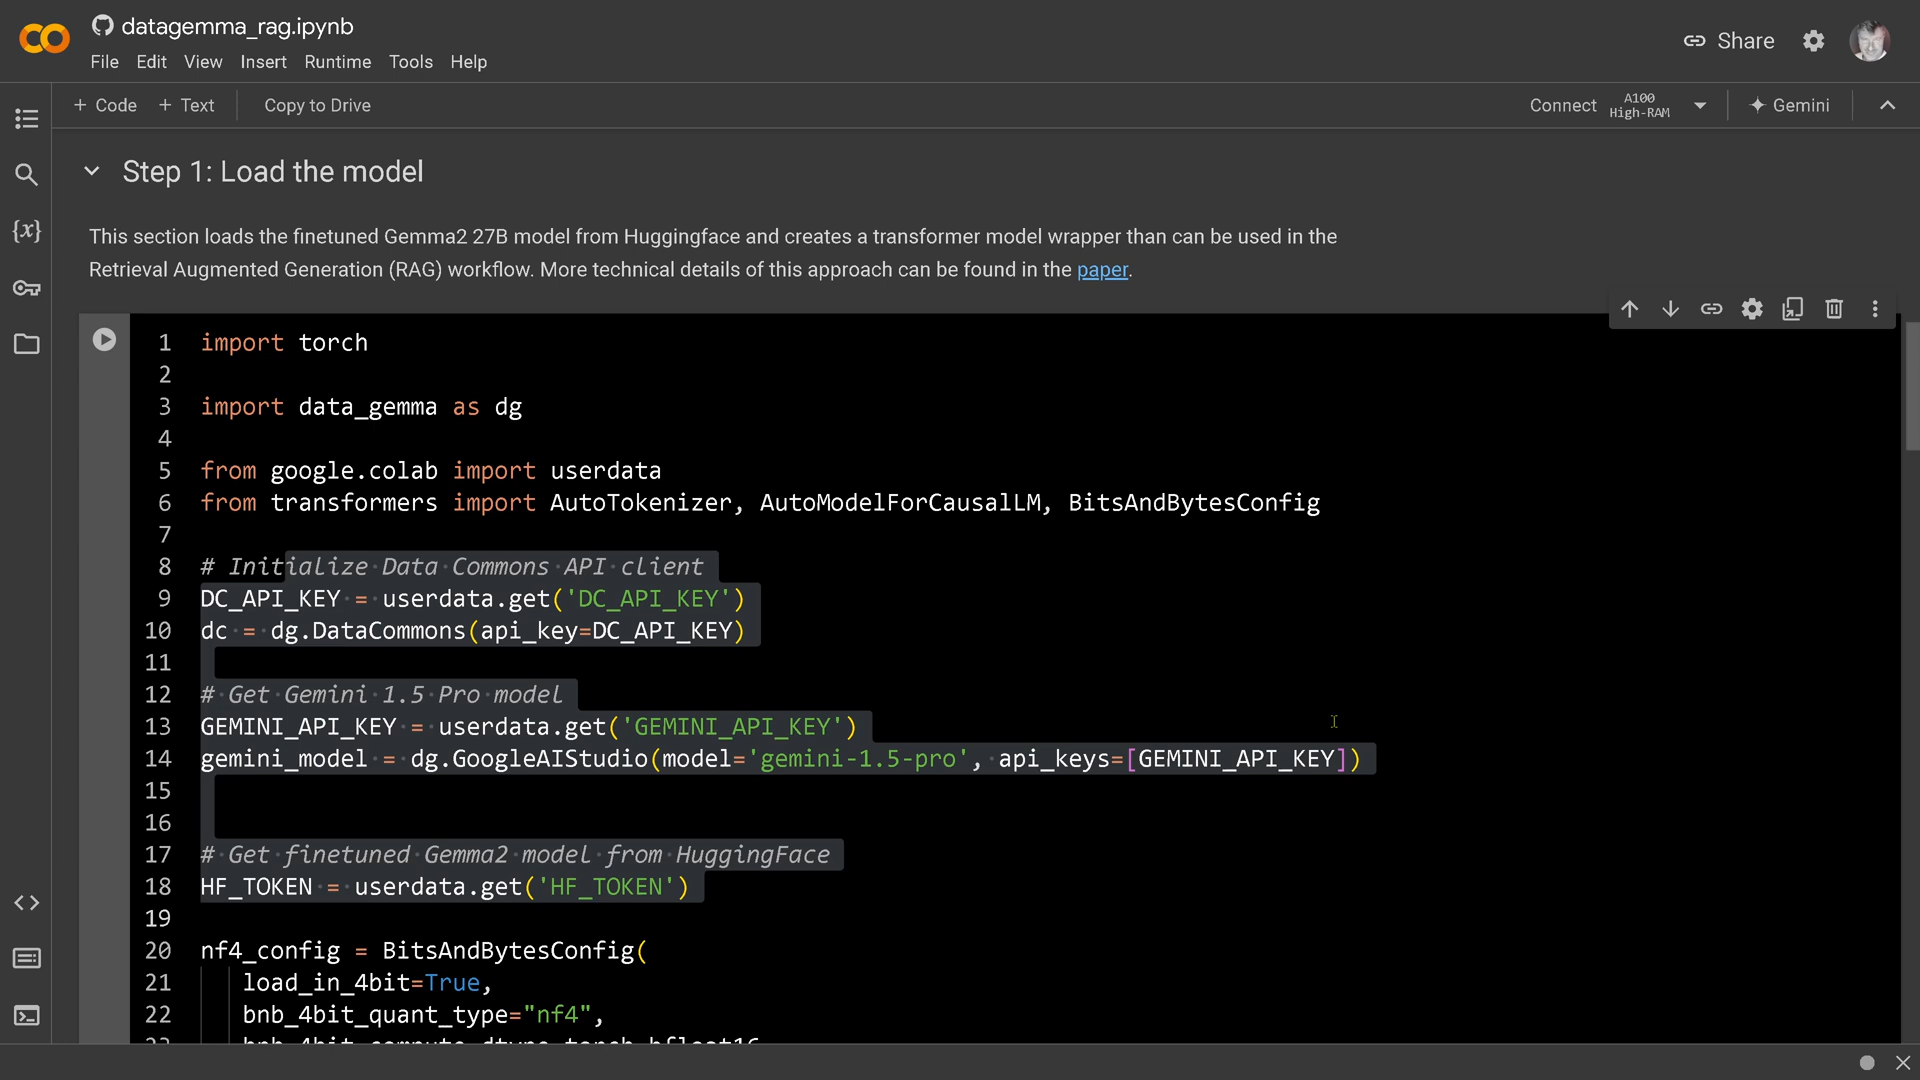 datagemma_rag.ipynb
File Edit View Insert Runtime Tools Help
Share
+ Code + Text Copy to Drive
Connect A100 High-RAM
Gemini
Step 1: Load the model
This section loads the finetuned Gemma2 27B model from Huggingface and creates a transformer model wrapper than can be used in the
Retrieval Augmented Generation (RAG) workflow. More technical details of this approach can be found in the paper.
1 import torch
2
3 import data_gemma as dg
4
5 from google.colab import userdata
6 from transformers import AutoTokenizer, AutoModelForCausalLM, BitsAndBytesConfig
7
8 # Initialize Data Commons API client
9 DC_API_KEY = userdata.get('DC_API_KEY')
10 dc = dg.DataCommons(api_key=DC_API_KEY)
11
12 # Get Gemini 1.5 Pro model
13 GEMINI_API_KEY = userdata.get('GEMINI_API_KEY')
14 gemini_model = dg.GoogleAIStudio(model='gemini-1.5-pro', api_keys=[GEMINI_API_KEY])
15
16
17 # Get finetuned Gemma2 model from HuggingFace
18 HF_TOKEN = userdata.get('HF_TOKEN')
19
20 nf4_config = BitsAndBytesConfig(
21 load_in_4bit=True,
22 bnb_4bit_quant_type="nf4",
23 bnb_4bit_compute_dtype=torch.bfloat16